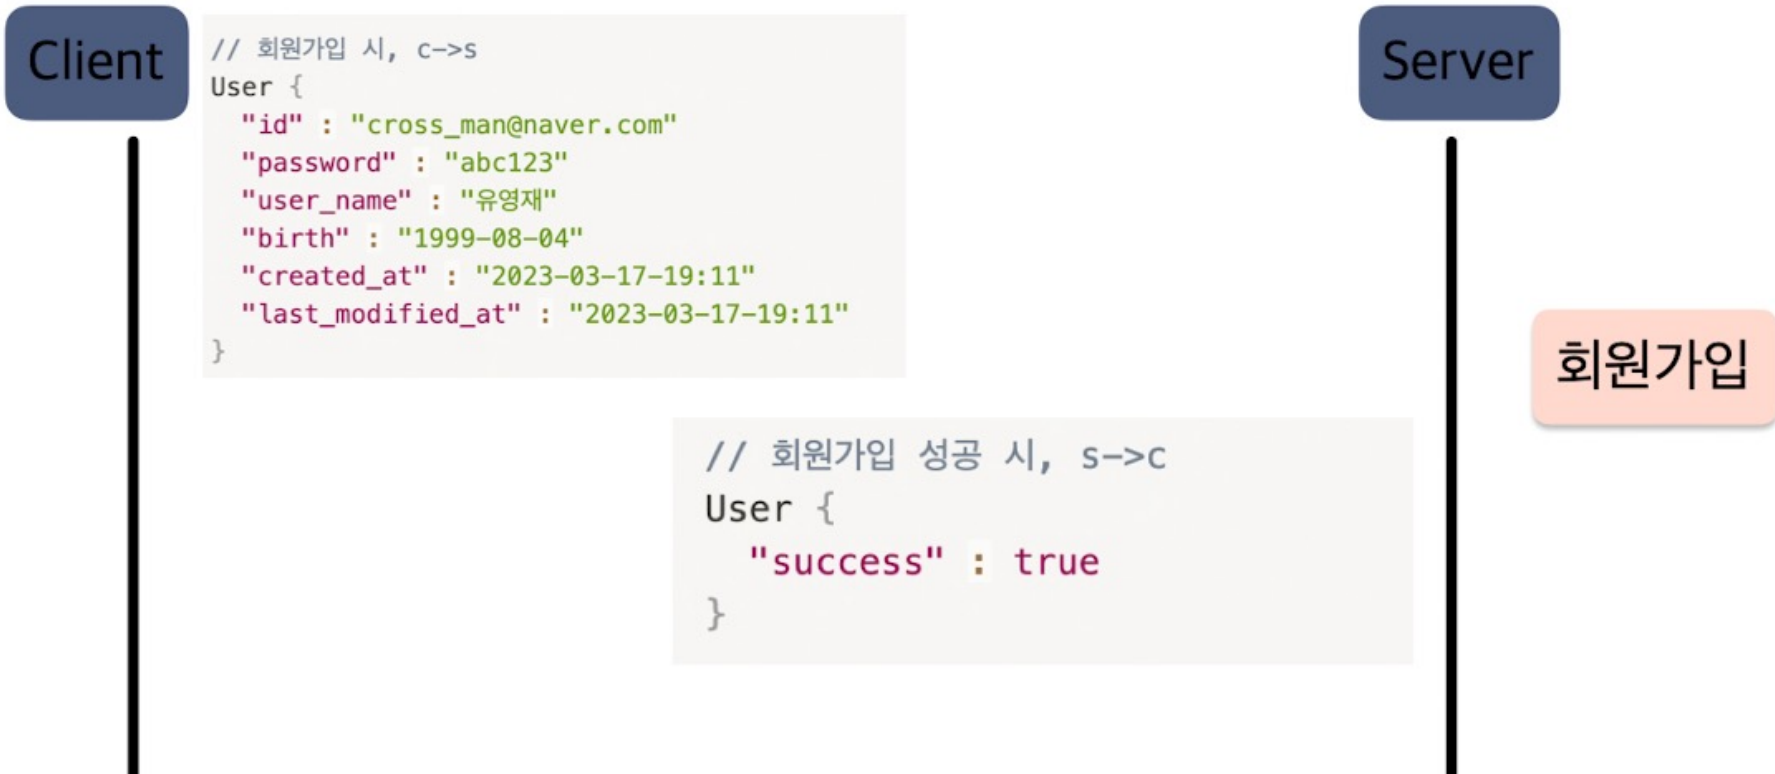 Client
Server
// 회원가입 시, c->s
User {
"id" : "cross_man@naver.com"
"password" : "abc123"
"user_name" : "유영재"
"birth" : "1999-08-04"
"created_at" : "2023-03-17-19:11"
"last_modified_at" : "2023-03-17-19:11"
}
회원가입
// 회원가입 성공 시, s->c
User {
"success" : true
}